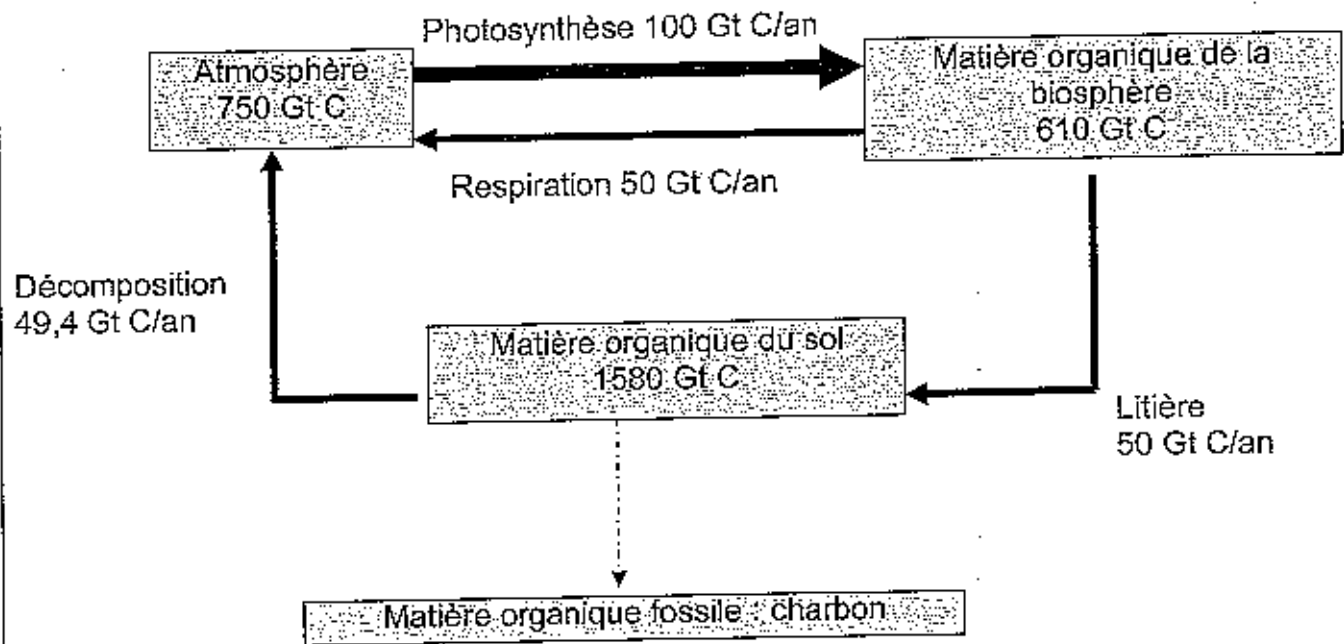 Photosynthèse 100 Gt C/an
Atmosphère
750 Gt C
Matière organique de la
biosphère
610 Gt C
Respiration 50 Gt C/an
Décomposition
49,4 Gt C/an
Matière organique du sol
1580 Gt C
Litière
50 Gt C/an
Matière organique fossile : charbon